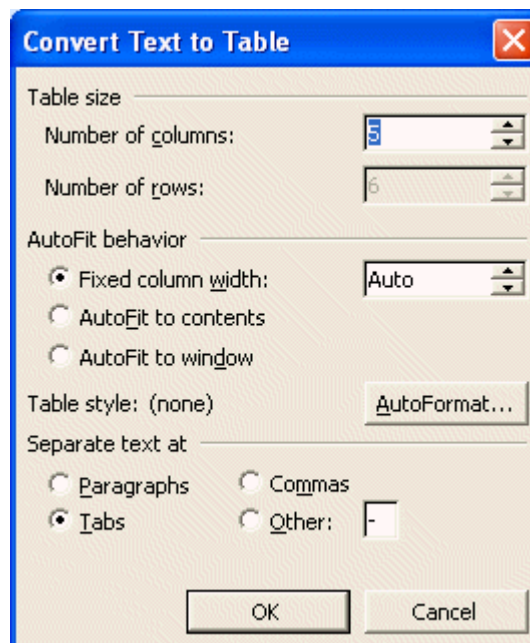 Convert Text to Table
Table size
Number of columns: 5
Number of rows: 6
AutoFit behavior
Fixed column width: Auto
AutoFit to contents
AutoFit to window
Table style: (none) AutoFormat...
Separate text at
Paragraphs Commas
Tabs Other: -
OK Cancel